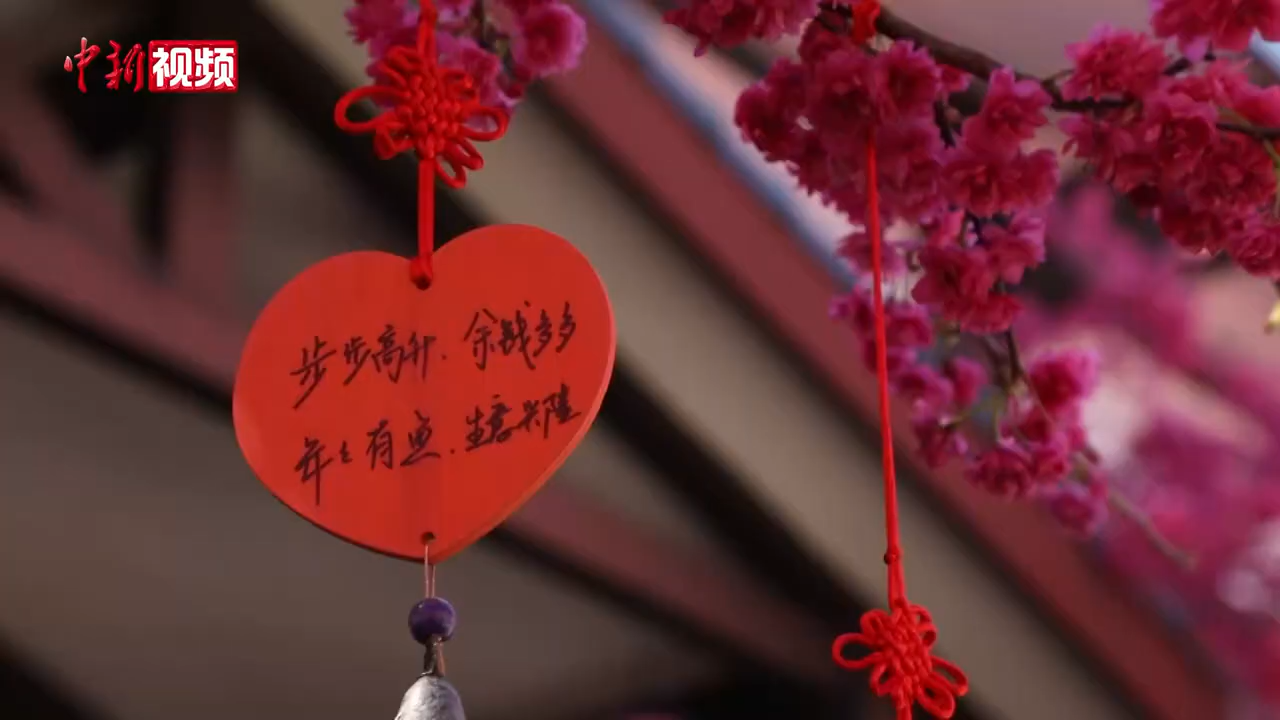 中新视频
步步高升.余钱多多
年々有鱼.生意兴隆